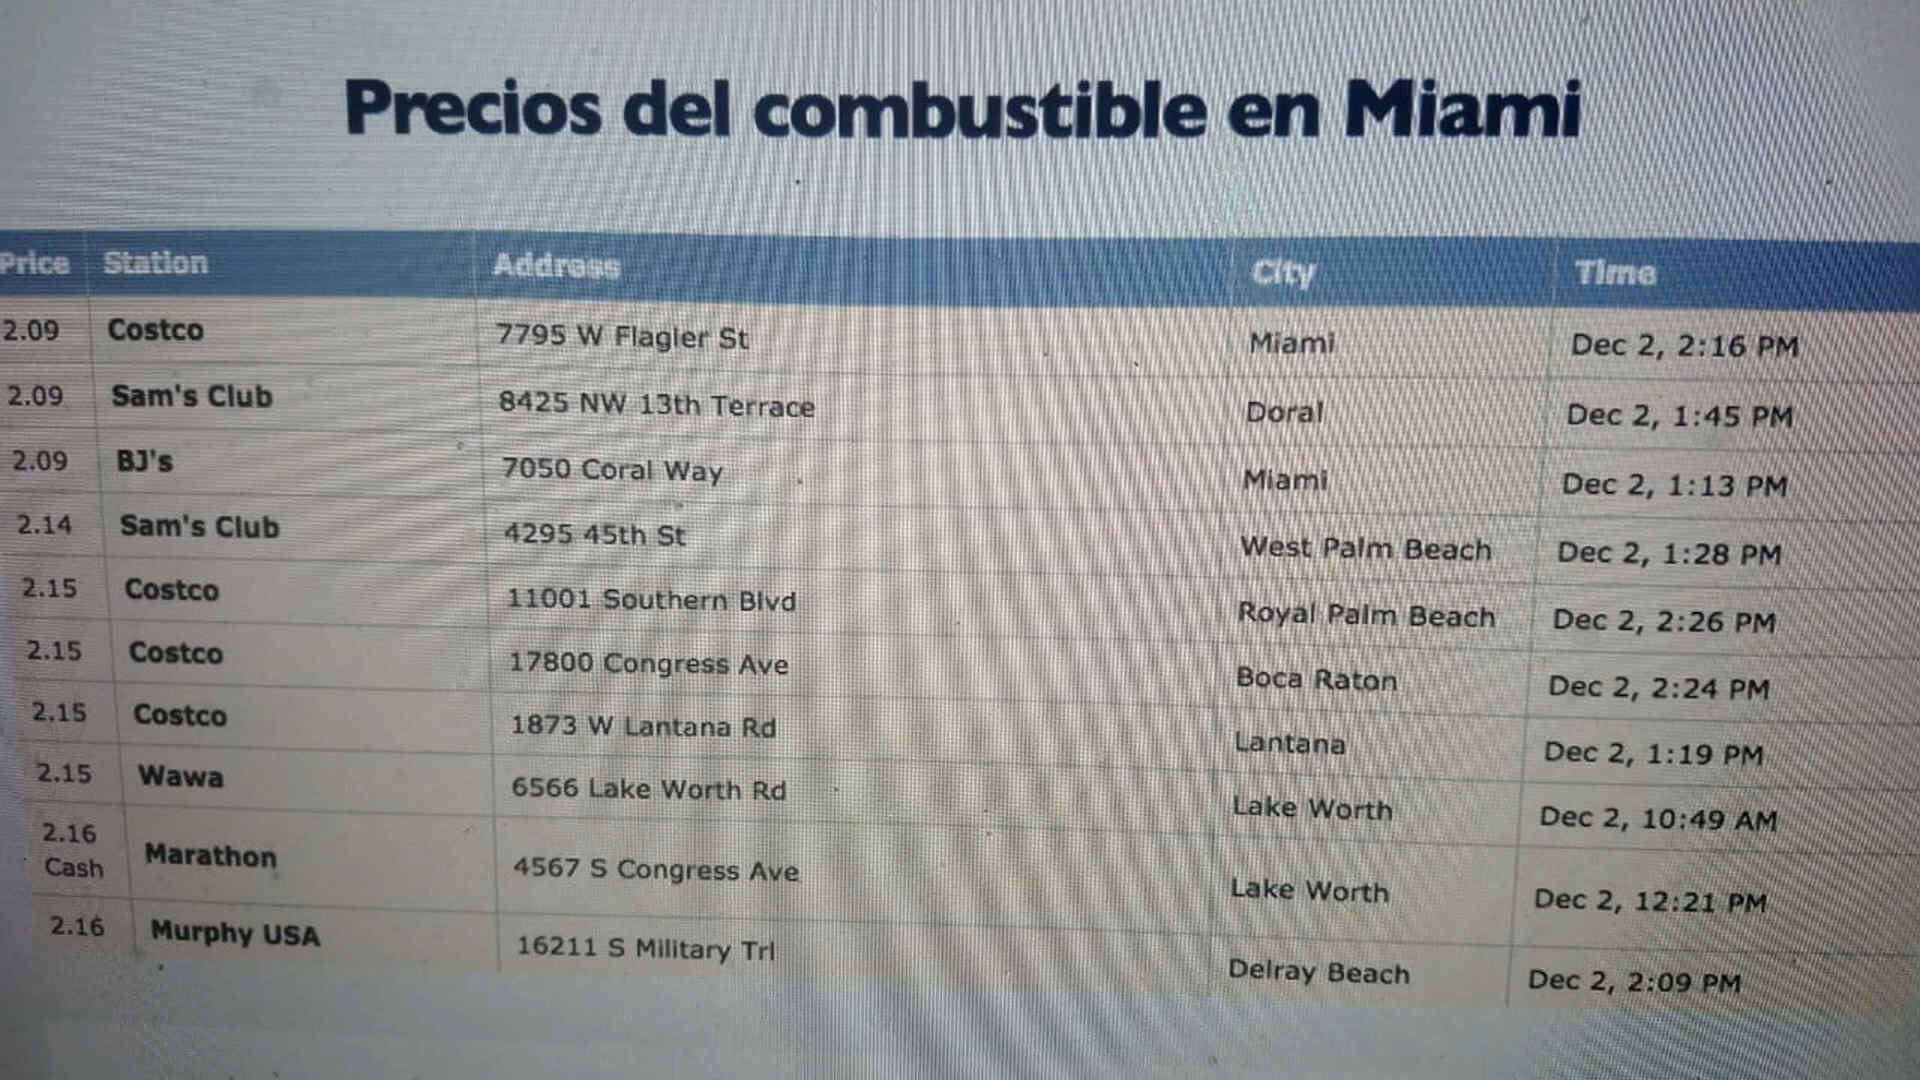 Precios del combustible en Miami
Price Station Address City Time
2.09 Costco 7795 W Flagler St Miami Dec 2, 2:16 PM
2.09 Sam's Club 8425 NW 13th Terrace Doral Dec 2, 1:45 PM
2.09 BJ's 7050 Coral Way Miami Dec 2, 1:13 PM
2.14 Sam's Club 4295 45th St West Palm Beach Dec 2, 1:28 PM
2.15 Costco 11001 Southern Blvd Royal Palm Beach Dec 2, 2:26 PM
2.15 Costco 17800 Congress Ave Boca Raton Dec 2, 2:24 PM
2.15 Costco 1873 W Lantana Rd Lantana Dec 2, 1:19 PM
2.15 Wawa 6566 Lake Worth Rd Lake Worth Dec 2, 10:49 AM
2.16 Cash Marathon 4567 S Congress Ave Lake Worth Dec 2, 12:21 PM
2.16 Murphy USA 16211 S Military Trl Delray Beach Dec 2, 2:09 PM